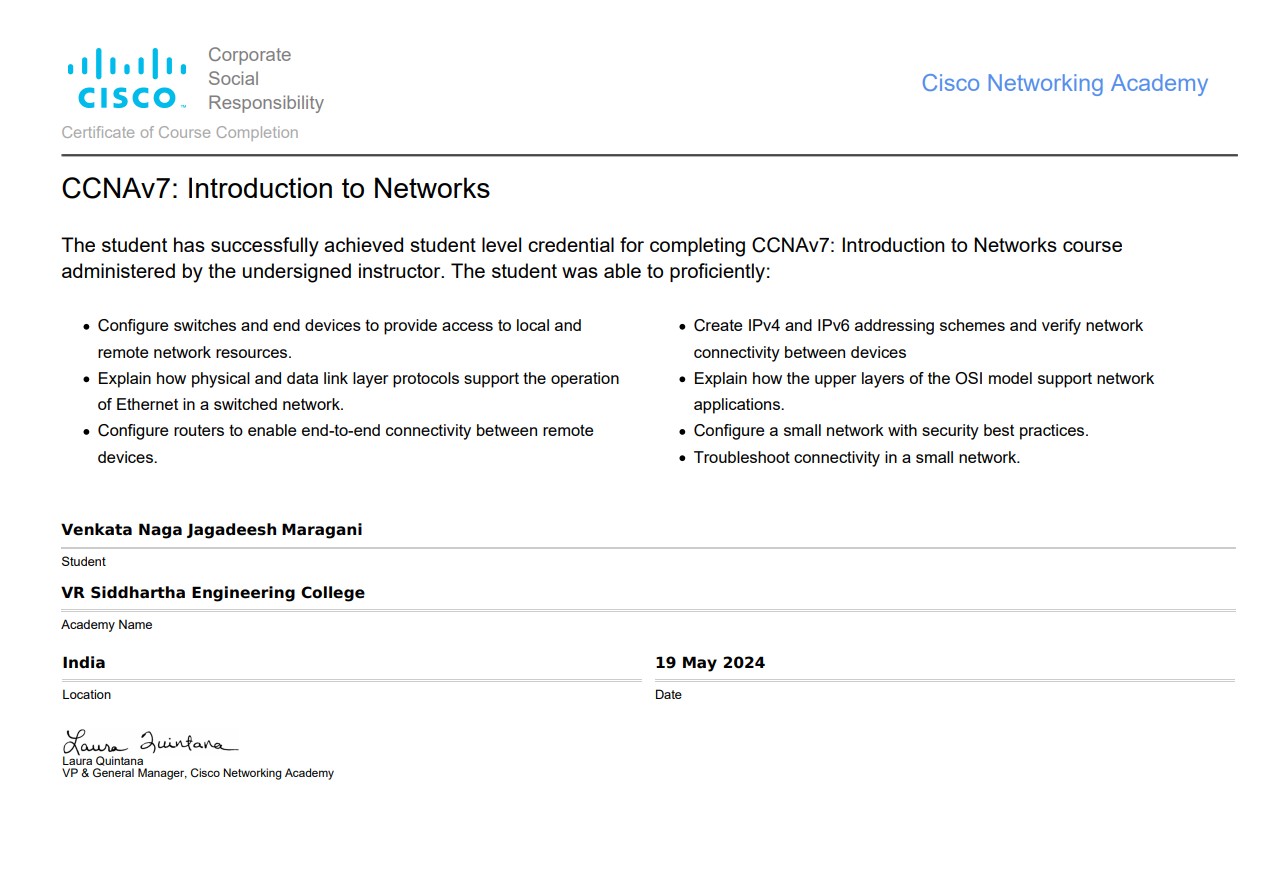 CISCO
Corporate
Social
Responsibility
Cisco Networking Academy
Certificate of Course Completion
CCNAv7: Introduction to Networks
The student has successfully achieved student level credential for completing CCNAv7: Introduction to Networks course
administered by the undersigned instructor. The student was able to proficiently:
• Configure switches and end devices to provide access to local and
remote network resources.
• Explain how physical and data link layer protocols support the operation
of Ethernet in a switched network.
• Configure routers to enable end-to-end connectivity between remote
devices.
• Create IPv4 and IPv6 addressing schemes and verify network
connectivity between devices
• Explain how the upper layers of the OSI model support network
applications.
• Configure a small network with security best practices.
• Troubleshoot connectivity in a small network.
Venkata Naga Jagadeesh Maragani
Student
VR Siddhartha Engineering College
Academy Name
India
Location
19 May 2024
Date
Laura Quintana
Laura Quintana
VP & General Manager, Cisco Networking Academy